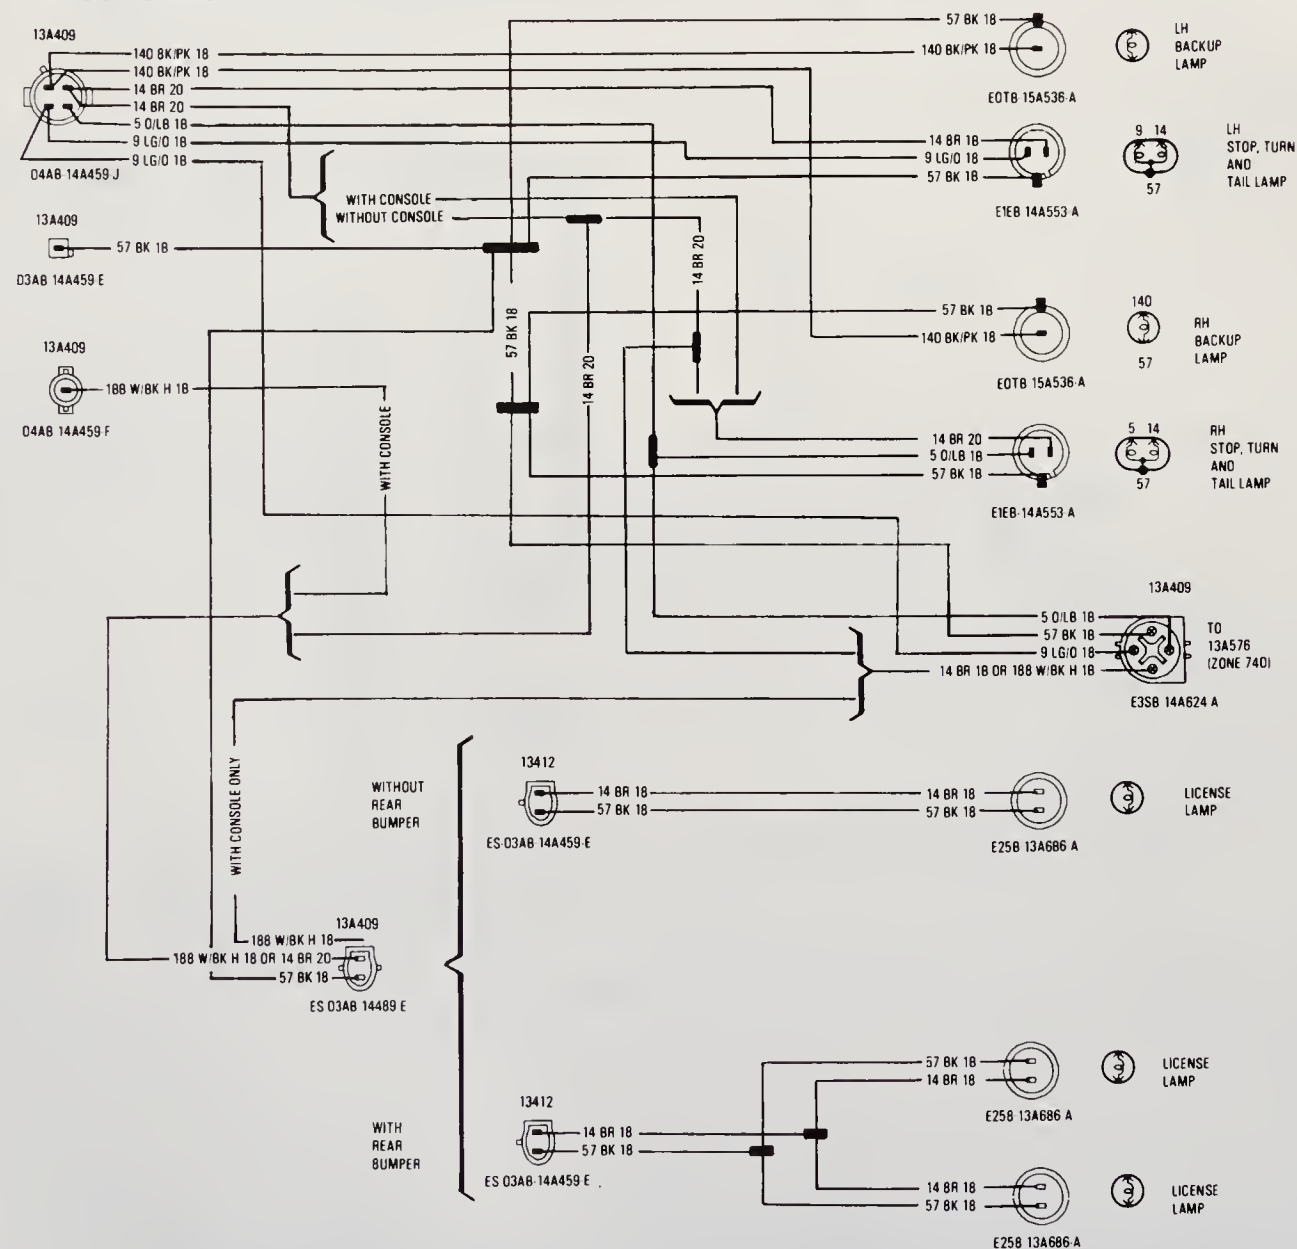 13A409
140 BK/PK 18
140 BK/PK 18
14 BR 20
14 BR 20
5 O/LB 18
9 LG/O 18
9 LG/O 18
D4AB 14A459-J
13A409
57 BK 18
D3AB 14A459-E
13A409
188 W/BK H 18
D4AB 14A459-F
WITH CONSOLE
WITHOUT CONSOLE
WITH CONSOLE
57 BK 18
14 BR 20
14 BR 20
57 BK 18
140 BK/PK 18
EOTB 15A536-A
LH
BACKUP
LAMP
14 BR 18
9 LG/O 18
57 BK 18
E1EB 14A553-A
9 14
57
LH
STOP, TURN
AND
TAIL LAMP
57 BK 18
140 BK/PK 18
EOTB 15A536-A
140
57
RH
BACKUP
LAMP
14 BR 20
5 O/LB 18
57 BK 18
E1EB-14A553-A
5 14
57
RH
STOP, TURN
AND
TAIL LAMP
13A409
5 O/LB 18
57 BK 18
9 LG/O 18
14 BR 18 OR 188 W/BK H 18
E3SB 14A624 A
TO
13A576
(ZONE 740)
WITH CONSOLE ONLY
13A409
188 W/BK H 18
188 W/BK H 18 OR 14 BR 20
57 BK 18
ES D3AB 14489 E
WITHOUT
REAR
BUMPER
13412
14 BR 18
57 BK 18
ES-D3AB-14A459-E
14 BR 18
57 BK 18
E25B 13A686 A
LICENSE
LAMP
WITH
REAR
BUMPER
13412
14 BR 18
57 BK 18
ES D3AB-14A459 E
57 BK 18
14 BR 18
E25B 13A686 A
LICENSE
LAMP
14 BR 18
57 BK 18
E25B 13A686-A
LICENSE
LAMP